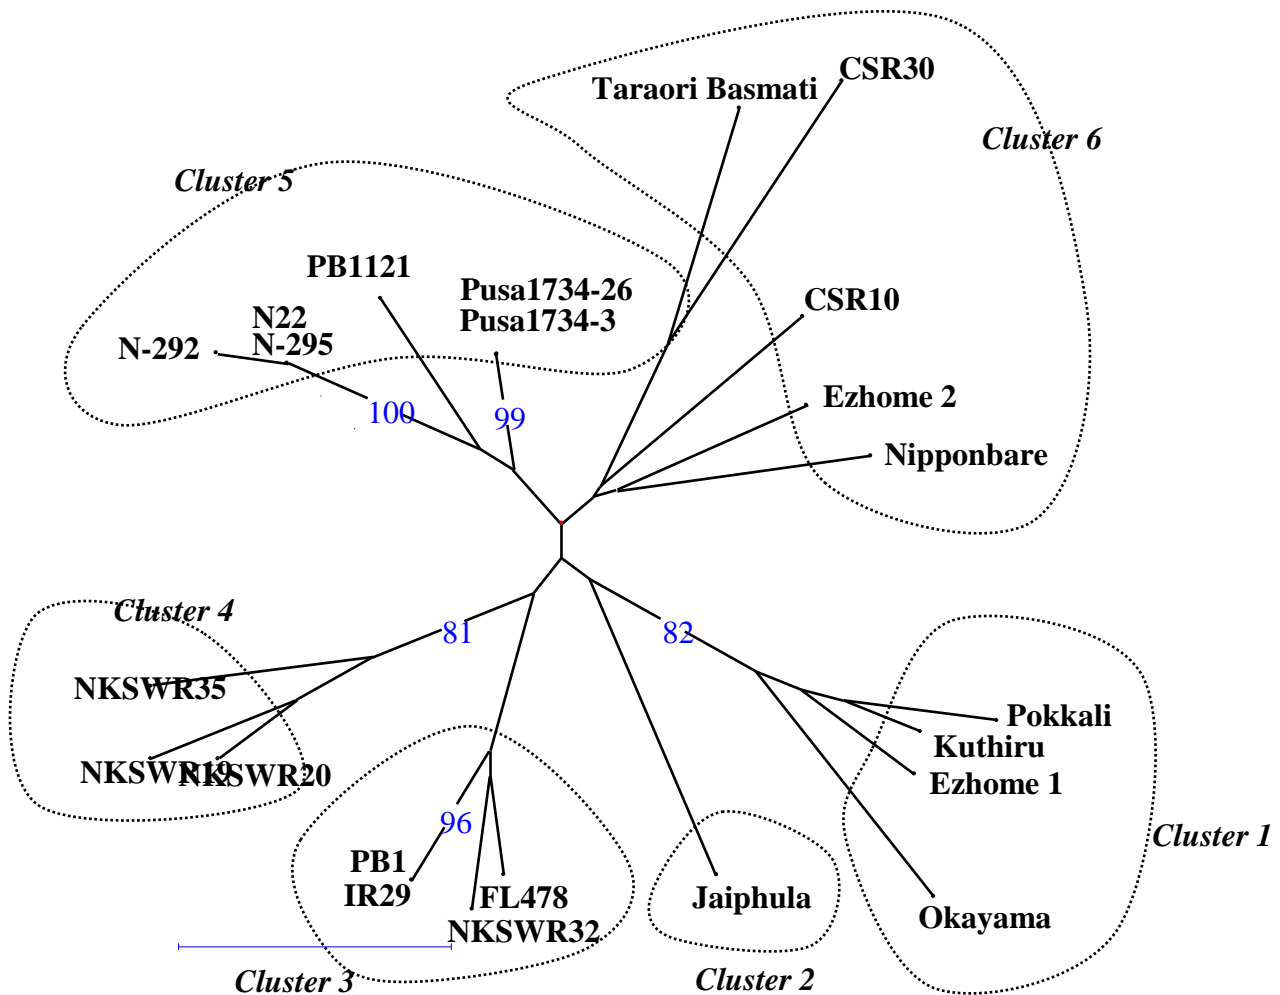 CSR30
Taraori Basmati
Cluster 6
Cluster 5
PB1121
Pusa1734-26
Pusa1734-3
CSR10
N22
N-295
N-292
Ezhome 2
100
99
Nipponbare
Cluster 4
81
82
NKSWR35
Pokkali
Kuthiru
NKSWR19
NKSWR20
Ezhome 1
96
Cluster 1
PB1
IR29
FL478
NKSWR32
Jaiphula
Okayama
Cluster 3
Cluster 2